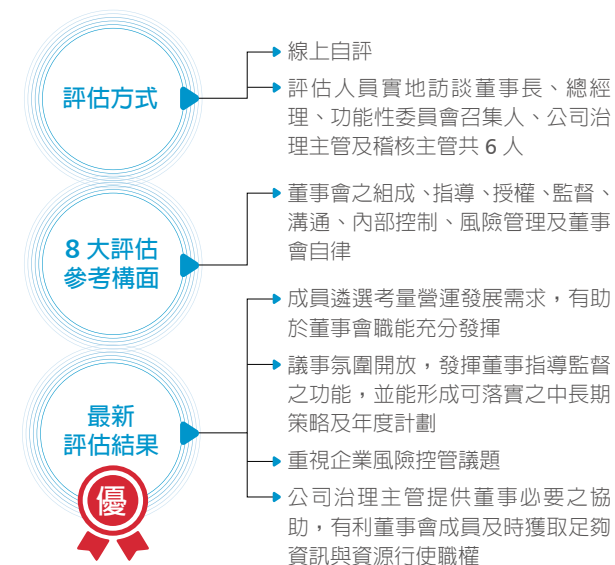 評估方式
線上自評
評估人員實地訪談董事長、總經
理、功能性委員會召集人、公司治
理主管及稽核主管共 6 人
8 大評估
參考構面
董事會之組成、指導、授權、監督、
溝通、內部控制、風險管理及董事
會自律
最新
評估結果
優
成員遴選考量營運發展需求，有助
於董事會職能充分發揮
議事氛圍開放，發揮董事指導監督
之功能，並能形成可落實之中長期
策略及年度計劃
重視企業風險控管議題
公司治理主管提供董事必要之協
助，有利董事會成員及時獲取足夠
資訊與資源行使職權